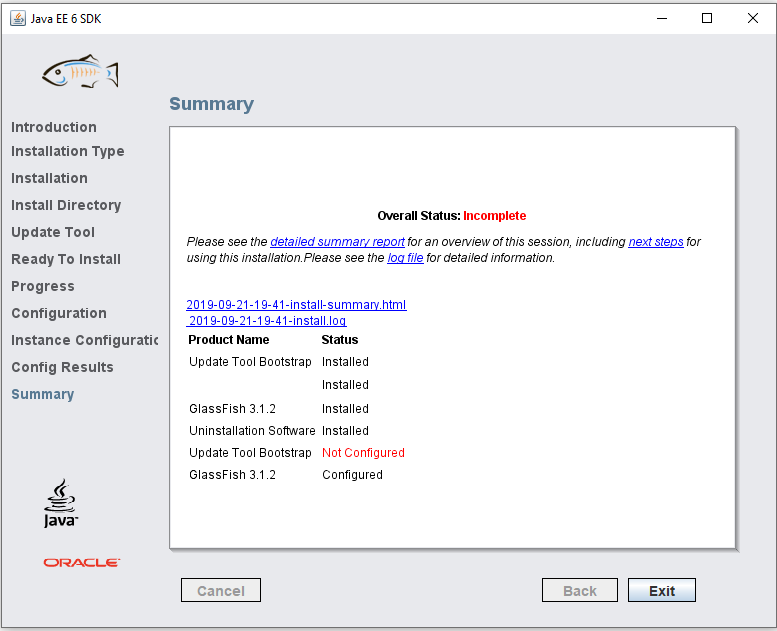 Java EE 6 SDK
Introduction
Installation Type
Installation
Install Directory
Update Tool
Ready To Install
Progress
Configuration
Instance Configuratic
Config Results
Summary
Java
ORACLE
Summary
Overall Status: Incomplete
Please see the detailed summary report for an overview of this session, including next steps for
using this installation.Please see the log file for detailed information.
2019-09-21-19-41-install-summary.html
2019-09-21-19-41-install.log
Product Name Status
Update Tool Bootstrap Installed
Installed
GlassFish 3.1.2 Installed
Uninstallation Software Installed
Update Tool Bootstrap Not Configured
GlassFish 3.1.2 Configured
Cancel Back Exit